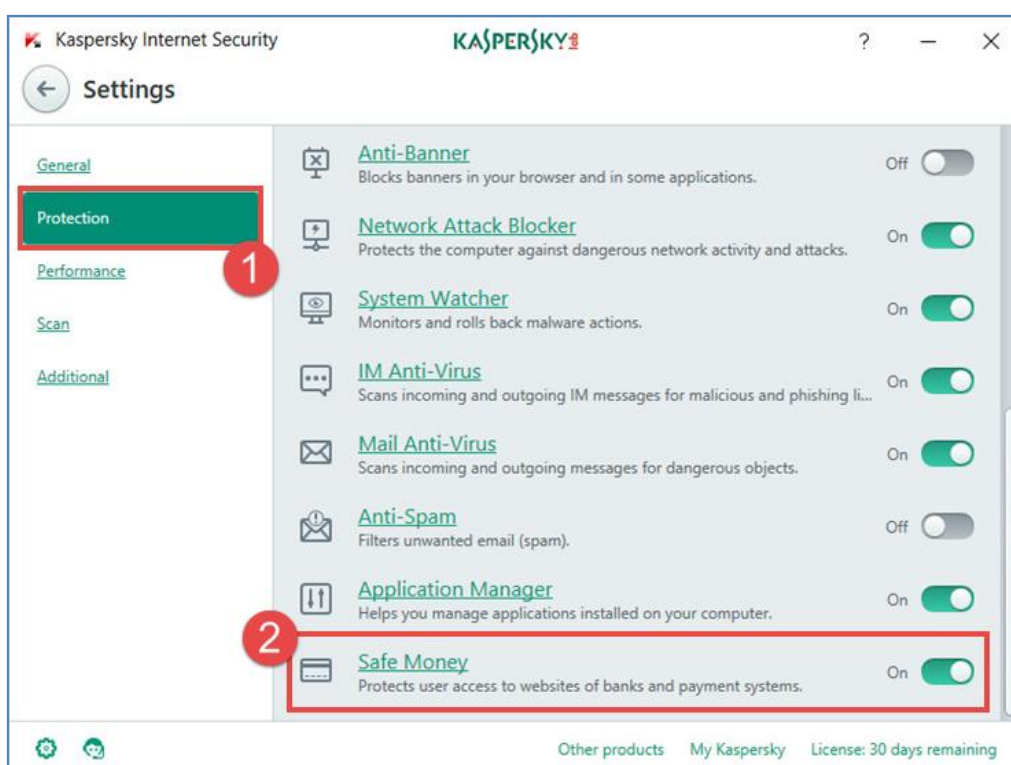 Kaspersky Internet Security
KASPERSKY lab
?
Settings
General
Protection
1
Performance
Scan
Additional
Anti-Banner
Blocks banners in your browser and in some applications.
Off
Network Attack Blocker
Protects the computer against dangerous network activity and attacks.
On
System Watcher
Monitors and rolls back malware actions.
On
IM Anti-Virus
Scans incoming and outgoing IM messages for malicious and phishing li...
On
Mail Anti-Virus
Scans incoming and outgoing messages for dangerous objects.
On
Anti-Spam
Filters unwanted email (spam).
Off
Application Manager
Helps you manage applications installed on your computer.
On
2
Safe Money
Protects user access to websites of banks and payment systems.
On
Other products My Kaspersky License: 30 days remaining